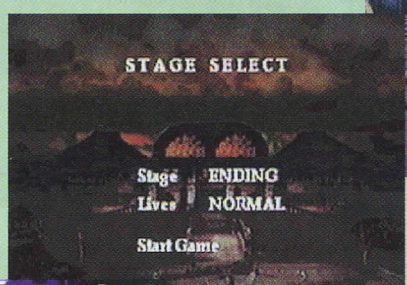 STAGE SELECT
Stage ENDING
Lives NORMAL
Start Game